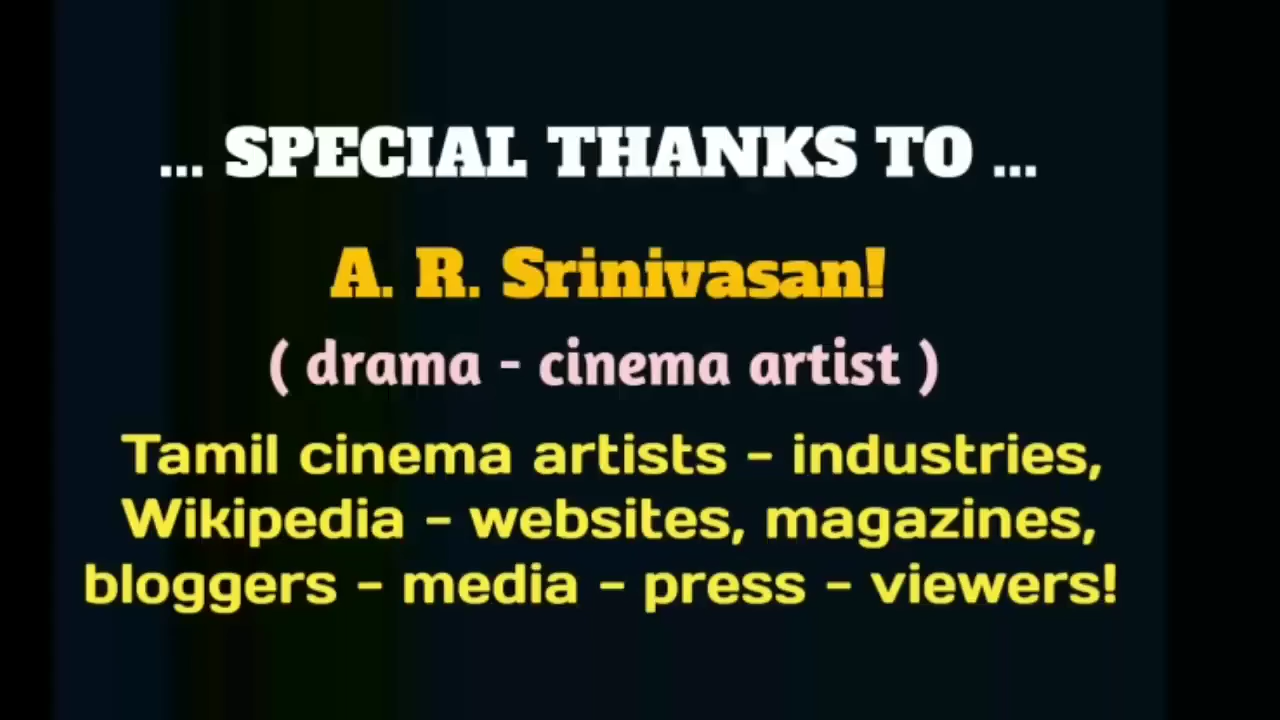 ... SPECIAL THANKS TO ...
A. R. Srinivasan!
( drama - cinema artist )
Tamil cinema artists - industries,
Wikipedia - websites, magazines,
bloggers - media - press - viewers!